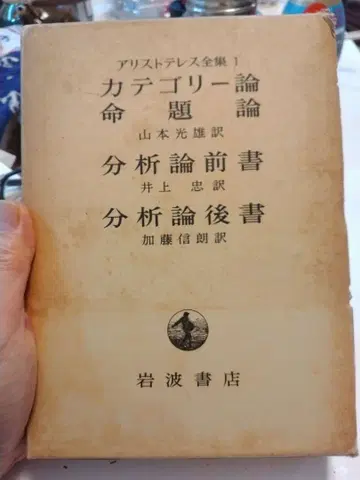 アリストテレス全集 1
カテゴリー論
命題論
山本光雄訳
分析論前書
井上忠訳
分析論後書
加藤信朗訳
岩波書店